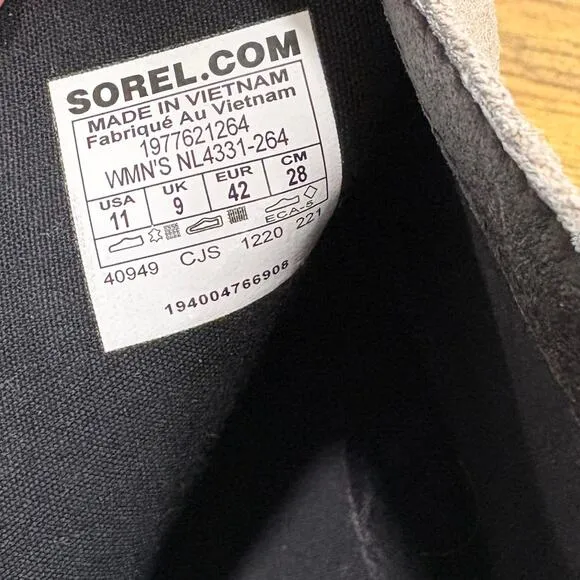 SOREL.COM
MADE IN VIETNAM
Fabriqué Au Vietnam
1977621264
WMN'S NL4331-264
USA UK EUR CM
11 9 42 28
ECA-5
40949 CJS 1220 221
194004766908